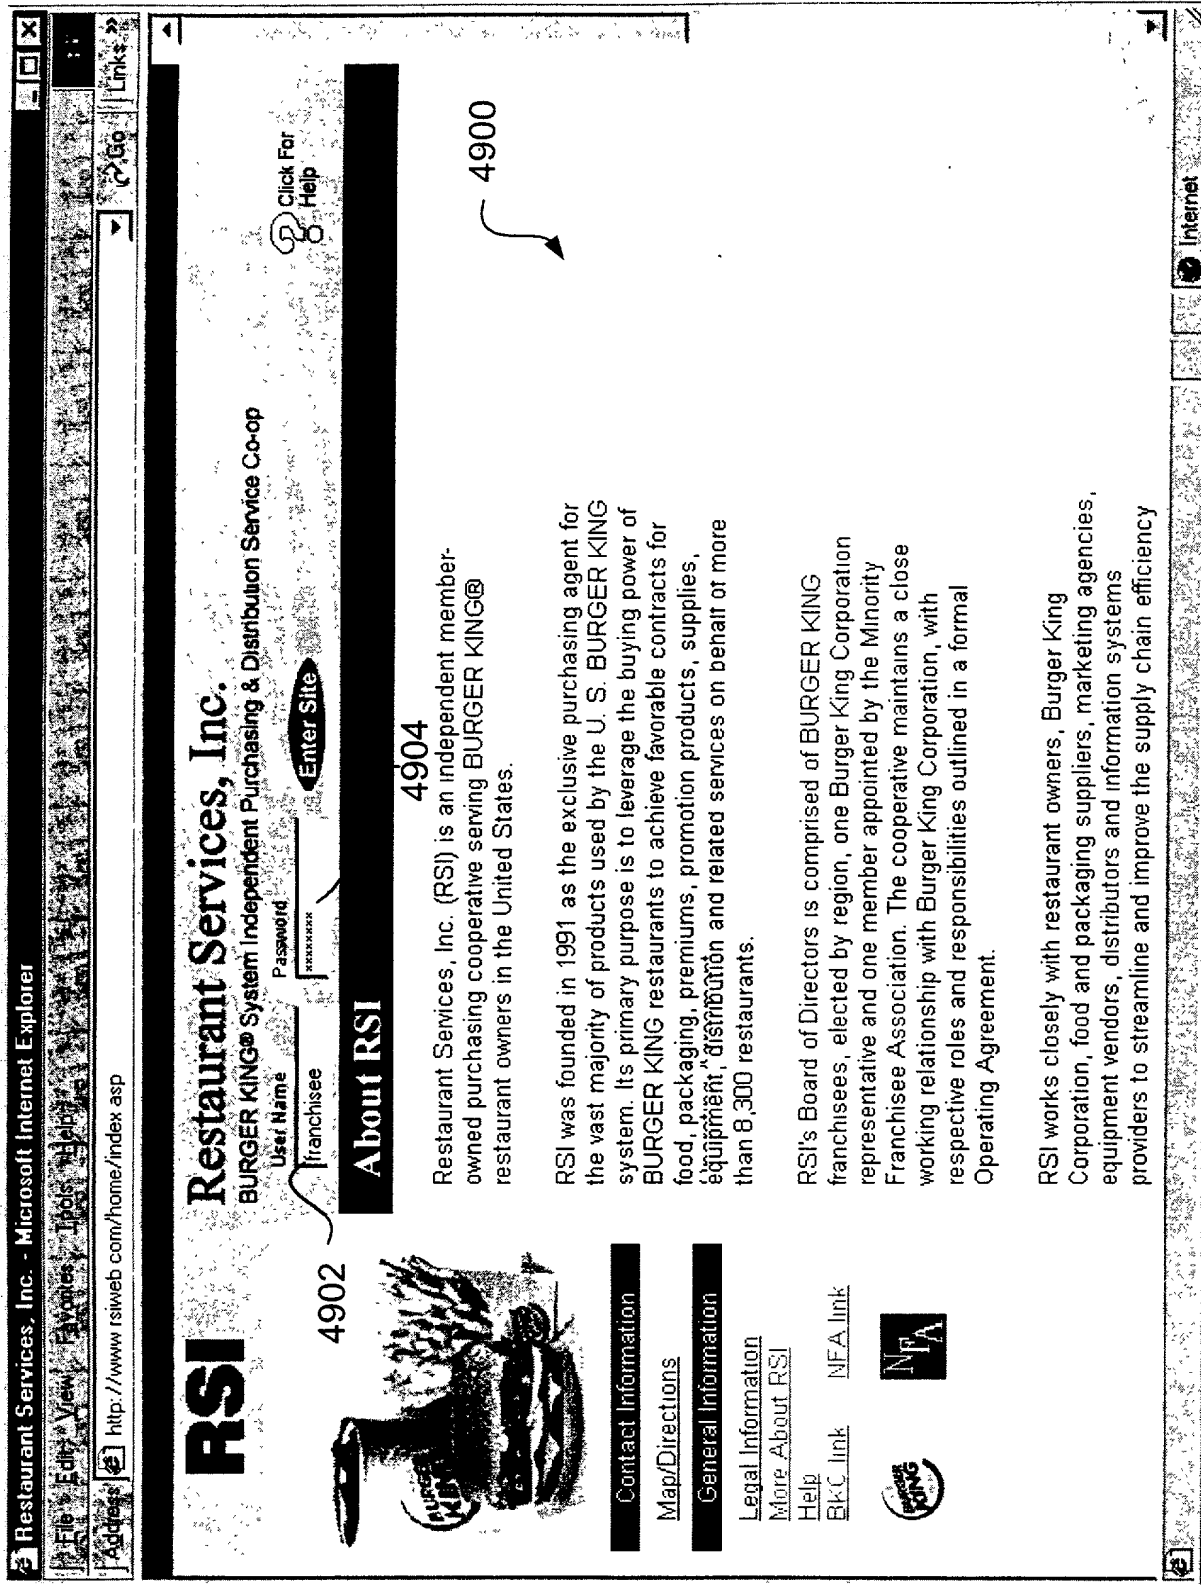 Restaurant Services, Inc. - Microsoft Internet Explorer
File Edit View Favorites Tools Help
Address http://www rsiweb com/home/index asp Go Links »
RSI
Restaurant Services, Inc.
BURGER KING® System Independent Purchasing & Distribution Service Co-op
User Name Password
franchisee xxxxxxxx Enter Site Click For
Help
4902
4904
4900
About RSI
BURGER
KING
Contact Information
Map/Directions
General Information
Legal Information
More About RSI
Help
BKC link NFA link
BURGER
KING
NFA
Restaurant Services, Inc. (RSI) is an independent member-
owned purchasing cooperative serving BURGER KING®
restaurant owners in the United States.
RSI was founded in 1991 as the exclusive purchasing agent for
the vast majority of products used by the U. S. BURGER KING
system. Its primary purpose is to leverage the buying power of
BURGER KING restaurants to achieve favorable contracts for
food, packaging, premiums, promotion products, supplies,
equipment, distribution and related services on behalf of more
than 8,300 restaurants.
RSI's Board of Directors is comprised of BURGER KING
franchisees, elected by region, one Burger King Corporation
representative and one member appointed by the Minority
Franchisee Association. The cooperative maintains a close
working relationship with Burger King Corporation, with
respective roles and responsibilities outlined in a formal
Operating Agreement.
RSI works closely with restaurant owners, Burger King
Corporation, food and packaging suppliers, marketing agencies,
equipment vendors, distributors and information systems
providers to streamline and improve the supply chain efficiency
Internet